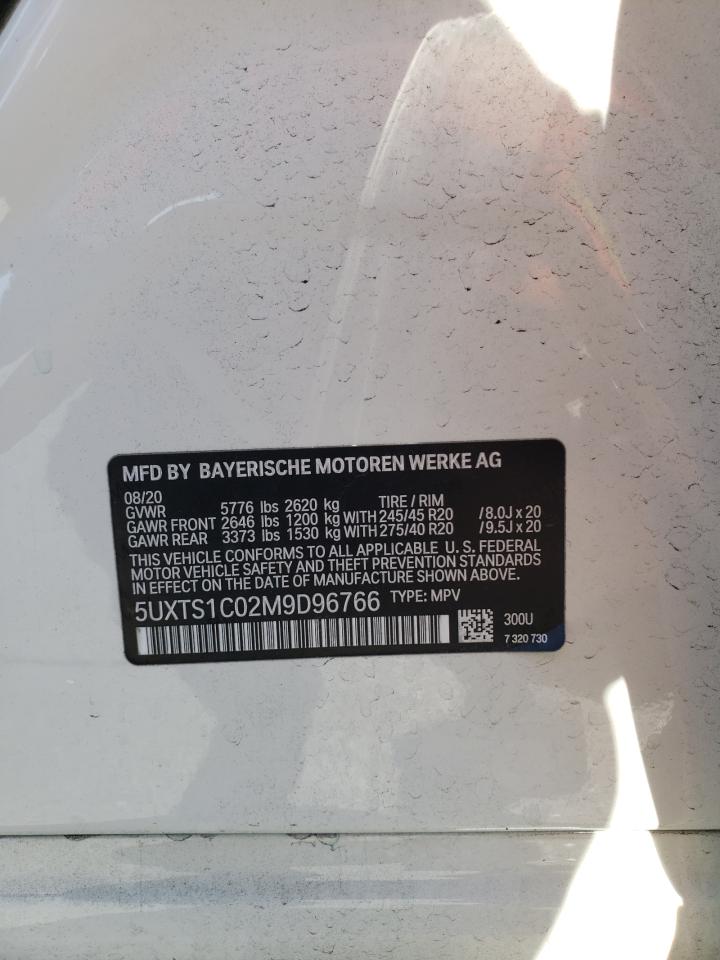 MFD BY BAYERISCHE MOTOREN WERKE AG
08/20
GVWR 5776 lbs 2620 kg TIRE / RIM
GAWR FRONT 2646 lbs 1200 kg WITH 245/45 R20 /8.0J x 20
GAWR REAR 3373 lbs 1530 kg WITH 275/40 R20 /9.5J x 20
THIS VEHICLE CONFORMS TO ALL APPLICABLE U. S. FEDERAL
MOTOR VEHICLE SAFETY AND THEFT PREVENTION STANDARDS
IN EFFECT ON THE DATE OF MANUFACTURE SHOWN ABOVE.
5UXTS1C02M9D96766 TYPE: MPV
300U
7 320 730